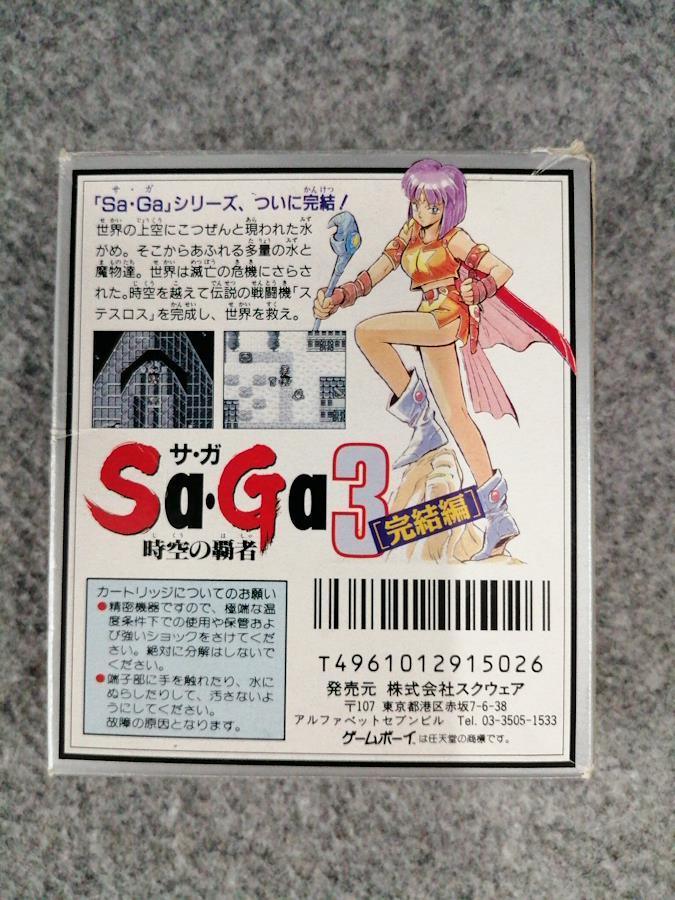 「Sa・Ga」シリーズ、ついに完結!
世界の上空にこつぜんと現われた水
がめ。そこからあふれる多量の水と
魔物達。世界は滅亡の危機にさらさ
れた。時空を越えて伝説の戦闘機「ス
テスロス」を完成し、世界を救え。
サ・ガ
Sa・Ga3
[完結編]
時空の覇者
カートリッジについてのお願い
●精密機器ですので、極端な温
度条件下での使用や保管およ
び強いショックをさけてくだ
さい。絶対に分解はしないで
ください。
●端子部に手を触れたり、水に
ぬらしたりして、汚さないよ
うにしてください。
故障の原因となります。
T4961012915026
発売元 株式会社スクウェア
〒107 東京都港区赤坂7-6-38
アルファベットセブンビル Tel. 03-3505-1533
ゲームボーイは任天堂の商標です。